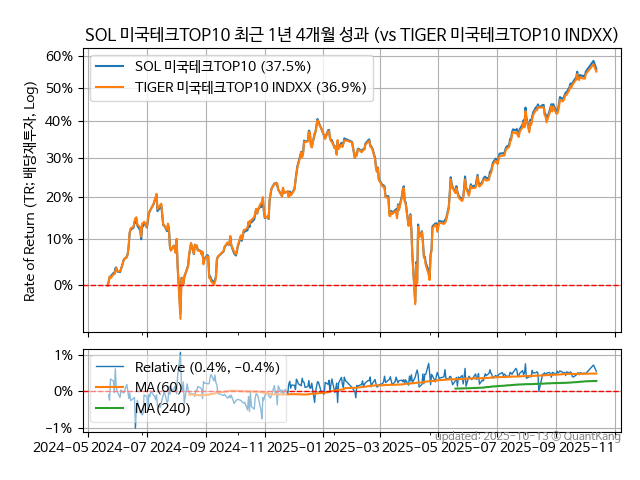 SOL 미국테크TOP10 최근 1년 4개월 성과 (vs TIGER 미국테크TOP10 INDXX)
Rate of Return (TR: 배당재투자, Log)
60%
50%
40%
30%
20%
10%
0%
SOL 미국테크TOP10 (37.5%)
TIGER 미국테크TOP10 INDXX (36.9%)
1%
0%
−1%
Relative (0.4%, −0.4%)
MA(60)
MA(240)
updated: 2025-10-13 © QuantKang
2024-05 2024-07 2024-09 2024-11 2025-01 2025-03 2025-05 2025-07 2025-09 2025-11